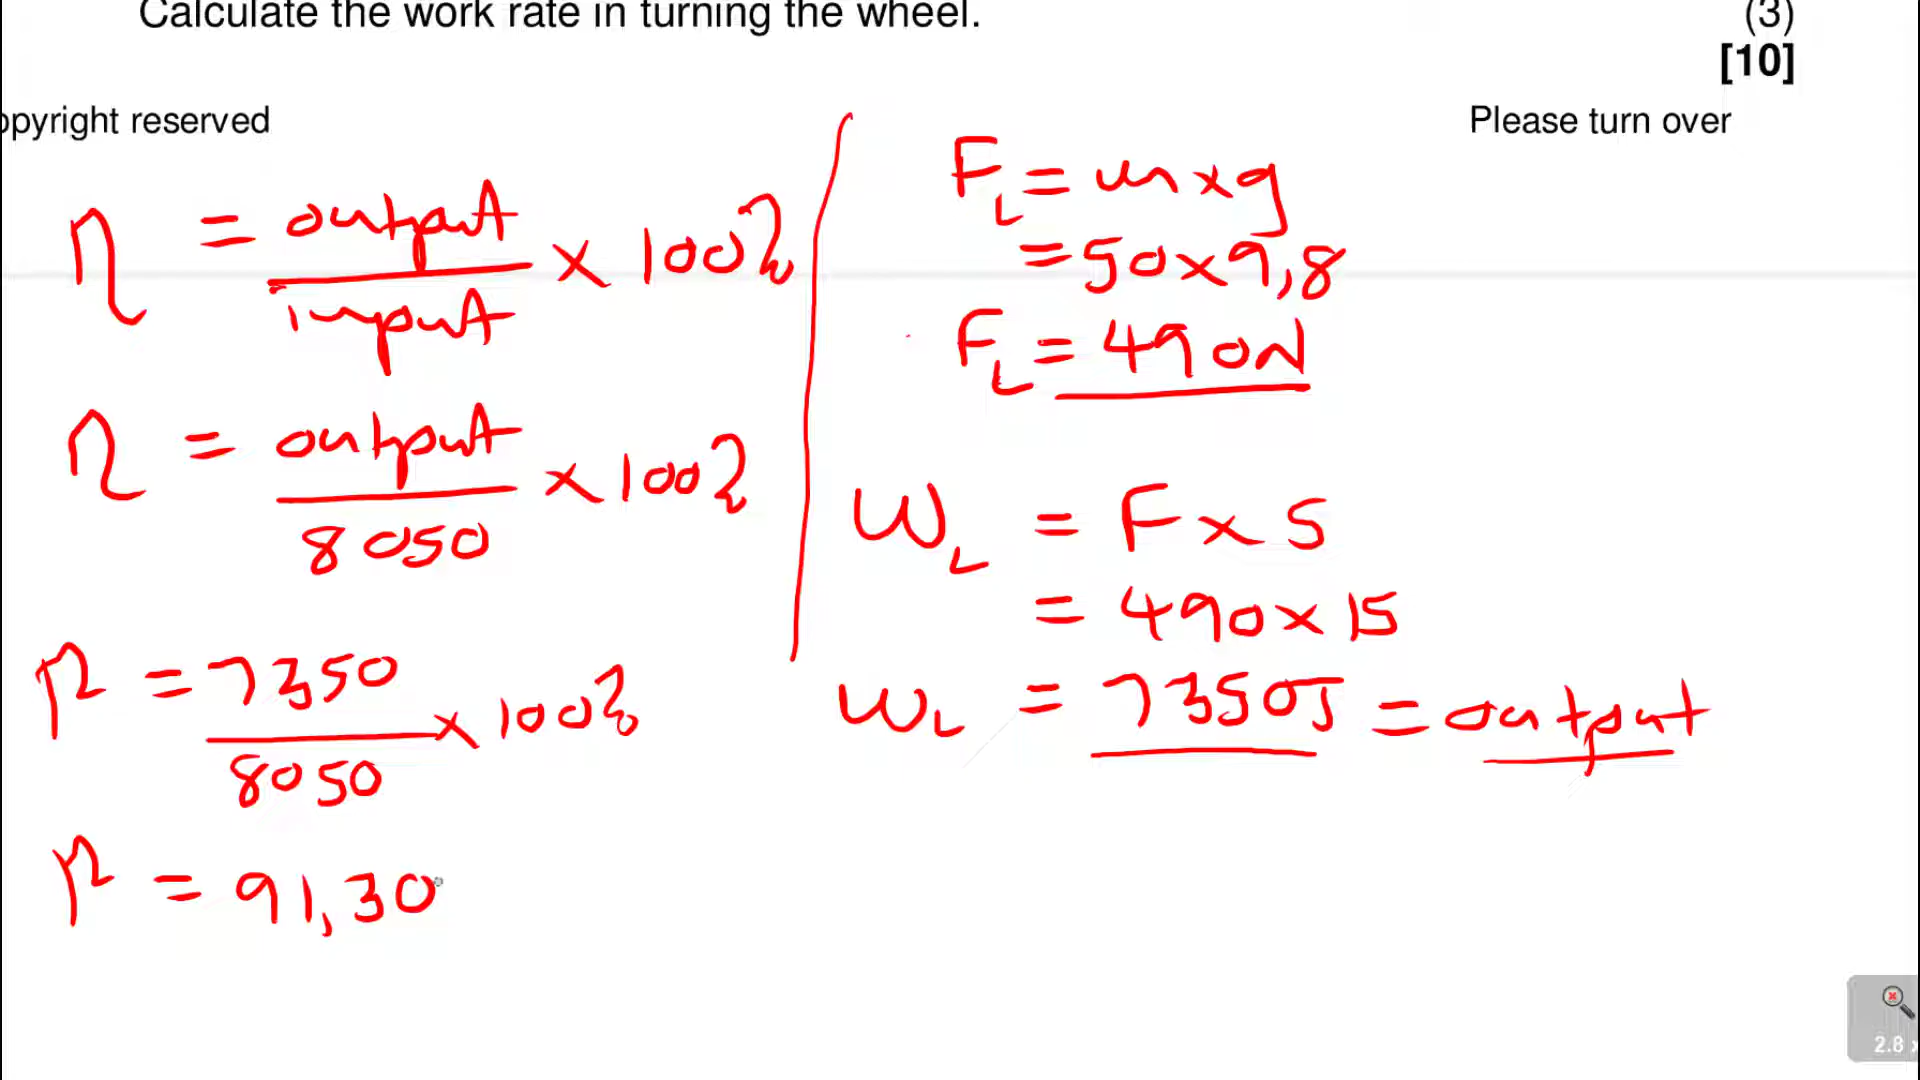 Calculate the work rate in turning the wheel. (3)
[10]
opyright reserved Please turn over
η = output / input × 100%
η = output / 8050 × 100%
η = 7350 / 8050 × 100%
η = 91,30
F_L = m × g
= 50 × 9,8
F_L = 490N
W_L = F × S
= 490 × 15
W_L = 7350J = output
2.8 x